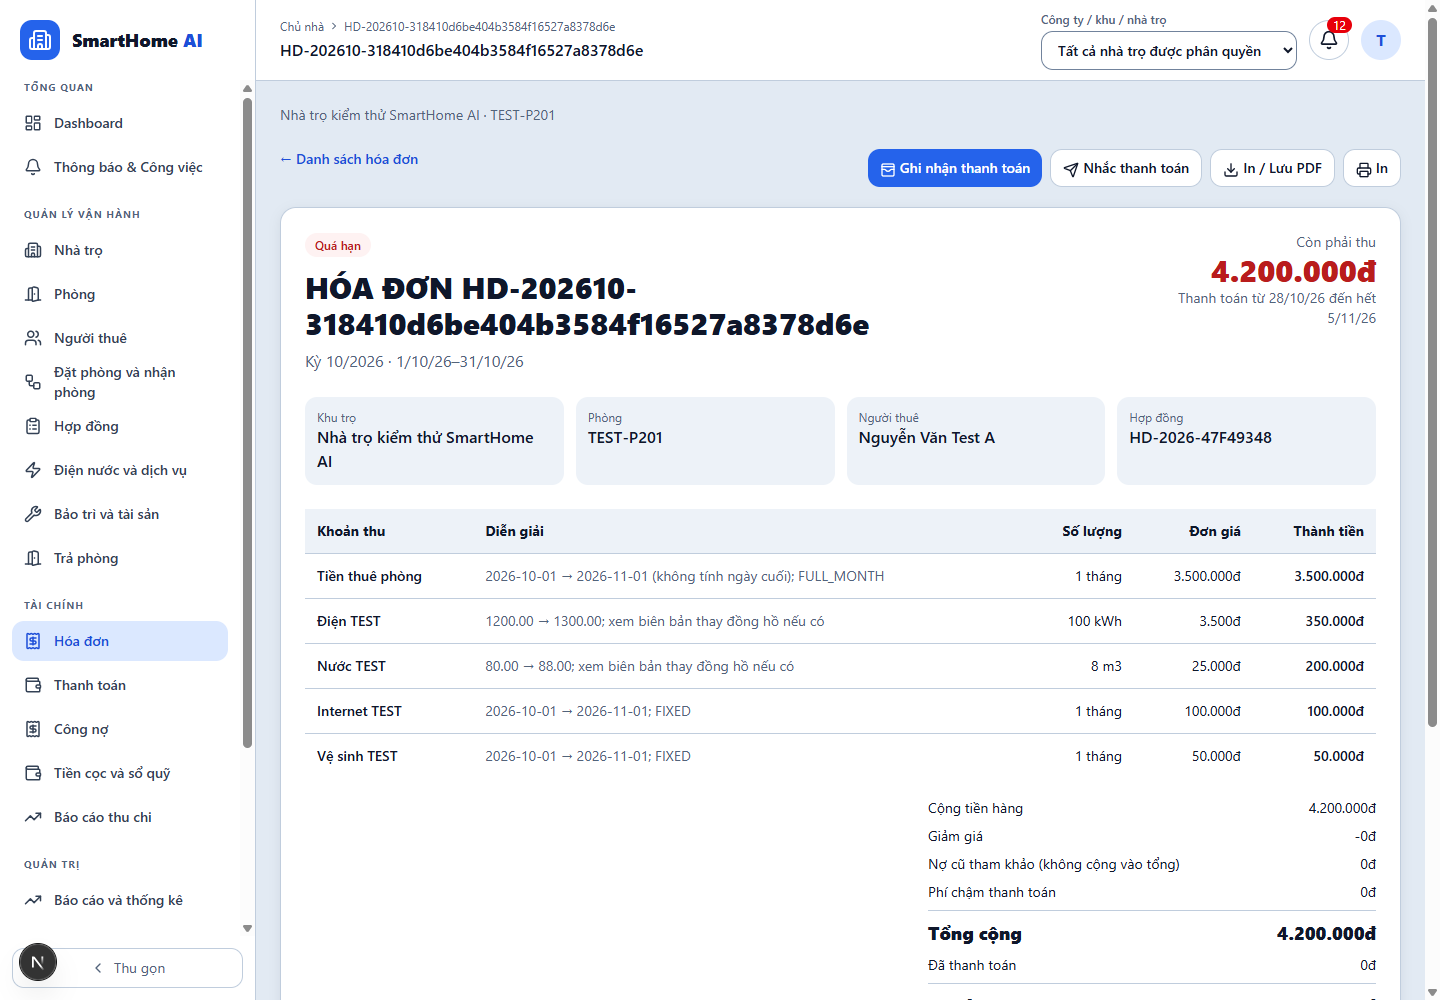 SmartHome AI
TỔNG QUAN
Dashboard
Thông báo & Công việc
QUẢN LÝ VẬN HÀNH
Nhà trọ
Phòng
Người thuê
Đặt phòng và nhận
phòng
Hợp đồng
Điện nước và dịch vụ
Bảo trì và tài sản
Trả phòng
TÀI CHÍNH
Hóa đơn
Thanh toán
Công nợ
Tiền cọc và sổ quỹ
Báo cáo thu chi
QUẢN TRỊ
Báo cáo và thống kê
N
Thu gọn
Chủ nhà > HD-202610-318410d6be404b3584f16527a8378d6e
HD-202610-318410d6be404b3584f16527a8378d6e
Công ty / khu / nhà trọ
Tất cả nhà trọ được phân quyền
12
T
Nhà trọ kiểm thử SmartHome AI · TEST-P201
← Danh sách hóa đơn
Ghi nhận thanh toán
Nhắc thanh toán
In / Lưu PDF
In
Quá hạn
HÓA ĐƠN HD-202610-
318410d6be404b3584f16527a8378d6e
Kỳ 10/2026 · 1/10/26–31/10/26
Còn phải thu
4.200.000đ
Thanh toán từ 28/10/26 đến hết
5/11/26
Khu trọ
Nhà trọ kiểm thử SmartHome
AI
Phòng
TEST-P201
Người thuê
Nguyễn Văn Test A
Hợp đồng
HD-2026-47F49348
Khoản thu Diễn giải Số lượng Đơn giá Thành tiền
Tiền thuê phòng 2026-10-01 → 2026-11-01 (không tính ngày cuối); FULL_MONTH 1 tháng 3.500.000đ 3.500.000đ
Điện TEST 1200.00 → 1300.00; xem biên bản thay đồng hồ nếu có 100 kWh 3.500đ 350.000đ
Nước TEST 80.00 → 88.00; xem biên bản thay đồng hồ nếu có 8 m3 25.000đ 200.000đ
Internet TEST 2026-10-01 → 2026-11-01; FIXED 1 tháng 100.000đ 100.000đ
Vệ sinh TEST 2026-10-01 → 2026-11-01; FIXED 1 tháng 50.000đ 50.000đ
Cộng tiền hàng 4.200.000đ
Giảm giá -0đ
Nợ cũ tham khảo (không cộng vào tổng) 0đ
Phí chậm thanh toán 0đ
Tổng cộng 4.200.000đ
Đã thanh toán 0đ